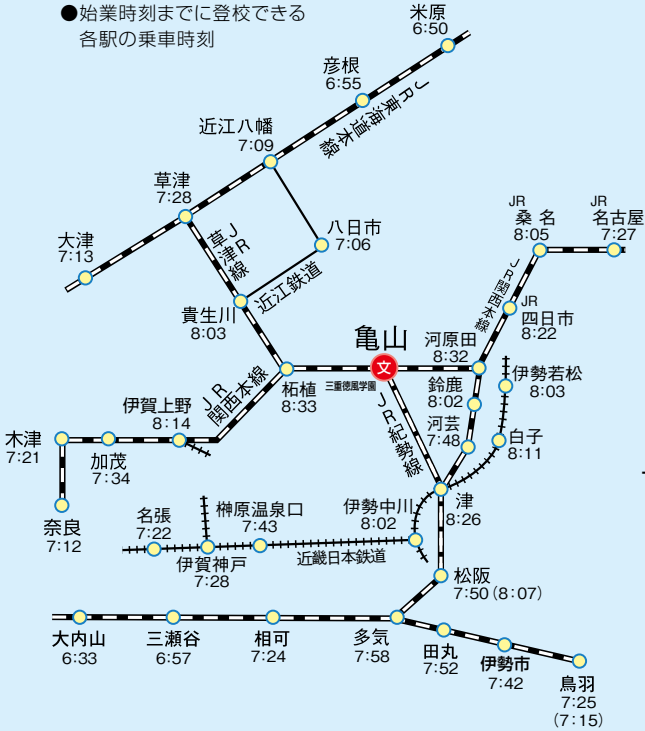 ●始業時刻までに登校できる
各駅の乗車時刻
米原
6:50
彦根
6:55
JR東海道本線
近江八幡
7:09
草津
7:28
大津
7:13
JR
草津線
八日市
7:06
近江鉄道
貴生川
8:03
JR
桑名
8:05
JR
名古屋
7:27
JR関西本線
JR
四日市
8:22
亀山
文
三重徳風学園
河原田
8:32
柘植
8:33
JR
関西本線
伊賀上野
8:14
木津
7:21
加茂
7:34
奈良
7:12
鈴鹿
8:02
河芸
7:48
伊勢若松
8:03
白子
8:11
JR紀勢線
津
8:26
名張
7:22
榊原温泉口
7:43
伊勢中川
8:02
伊賀神戸
7:28
近畿日本鉄道
松阪
7:50(8:07)
大内山
6:33
三瀬谷
6:57
相可
7:24
多気
7:58
田丸
7:52
伊勢市
7:42
鳥羽
7:25
(7:15)